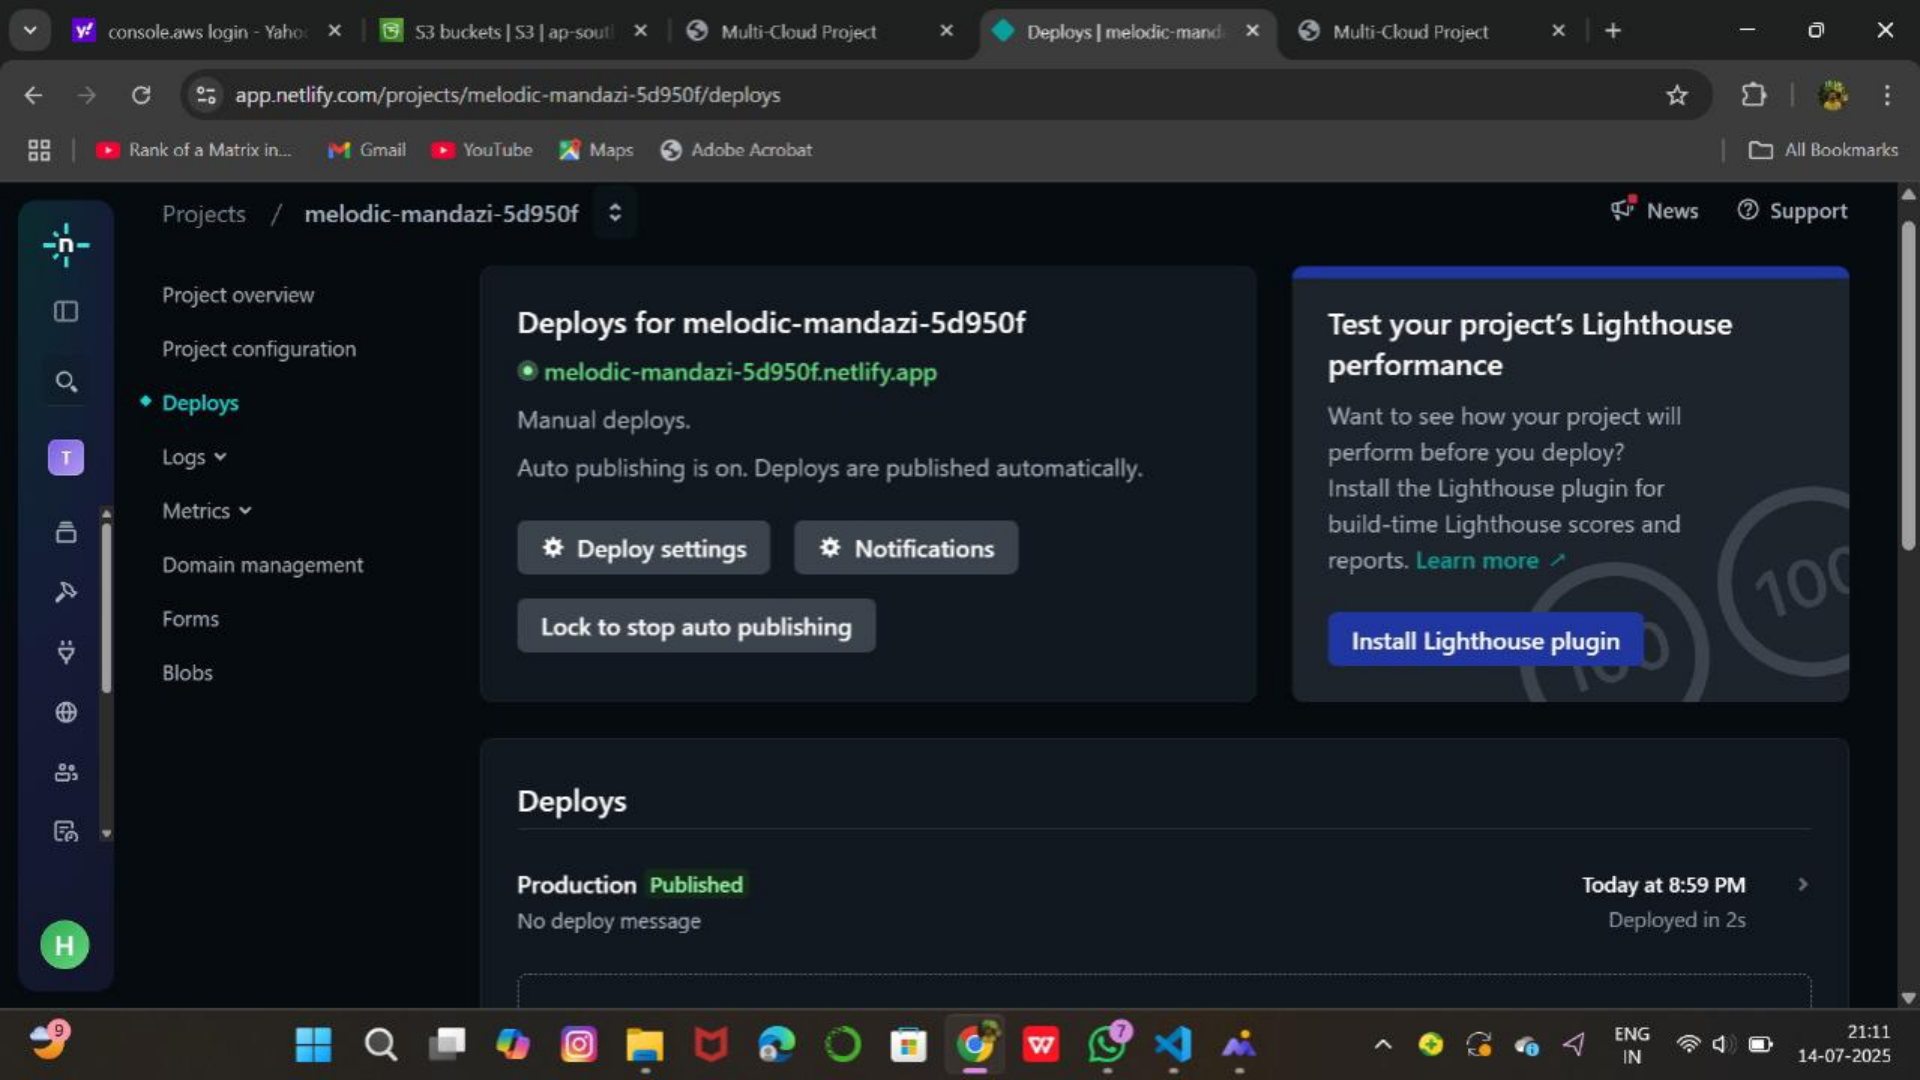 console.aws login - Yaho
S3 buckets | S3 | ap-sout
Multi-Cloud Project
Deploys | melodic-mand
Multi-Cloud Project
app.netlify.com/projects/melodic-mandazi-5d950f/deploys
Rank of a Matrix in...
Gmail
YouTube
Maps
Adobe Acrobat
All Bookmarks
Projects / melodic-mandazi-5d950f
News
Support
Project overview
Project configuration
Deploys
Logs
Metrics
Domain management
Forms
Blobs
T
H
Deploys for melodic-mandazi-5d950f
melodic-mandazi-5d950f.netlify.app
Manual deploys.
Auto publishing is on. Deploys are published automatically.
Deploy settings
Notifications
Lock to stop auto publishing
Test your project's Lighthouse
performance
Want to see how your project will
perform before you deploy?
Install the Lighthouse plugin for
build-time Lighthouse scores and
reports. Learn more ↗
Install Lighthouse plugin
100
100
Deploys
Production Published
Today at 8:59 PM
No deploy message
Deployed in 2s
9
7
ENG
IN
21:11
14-07-2025